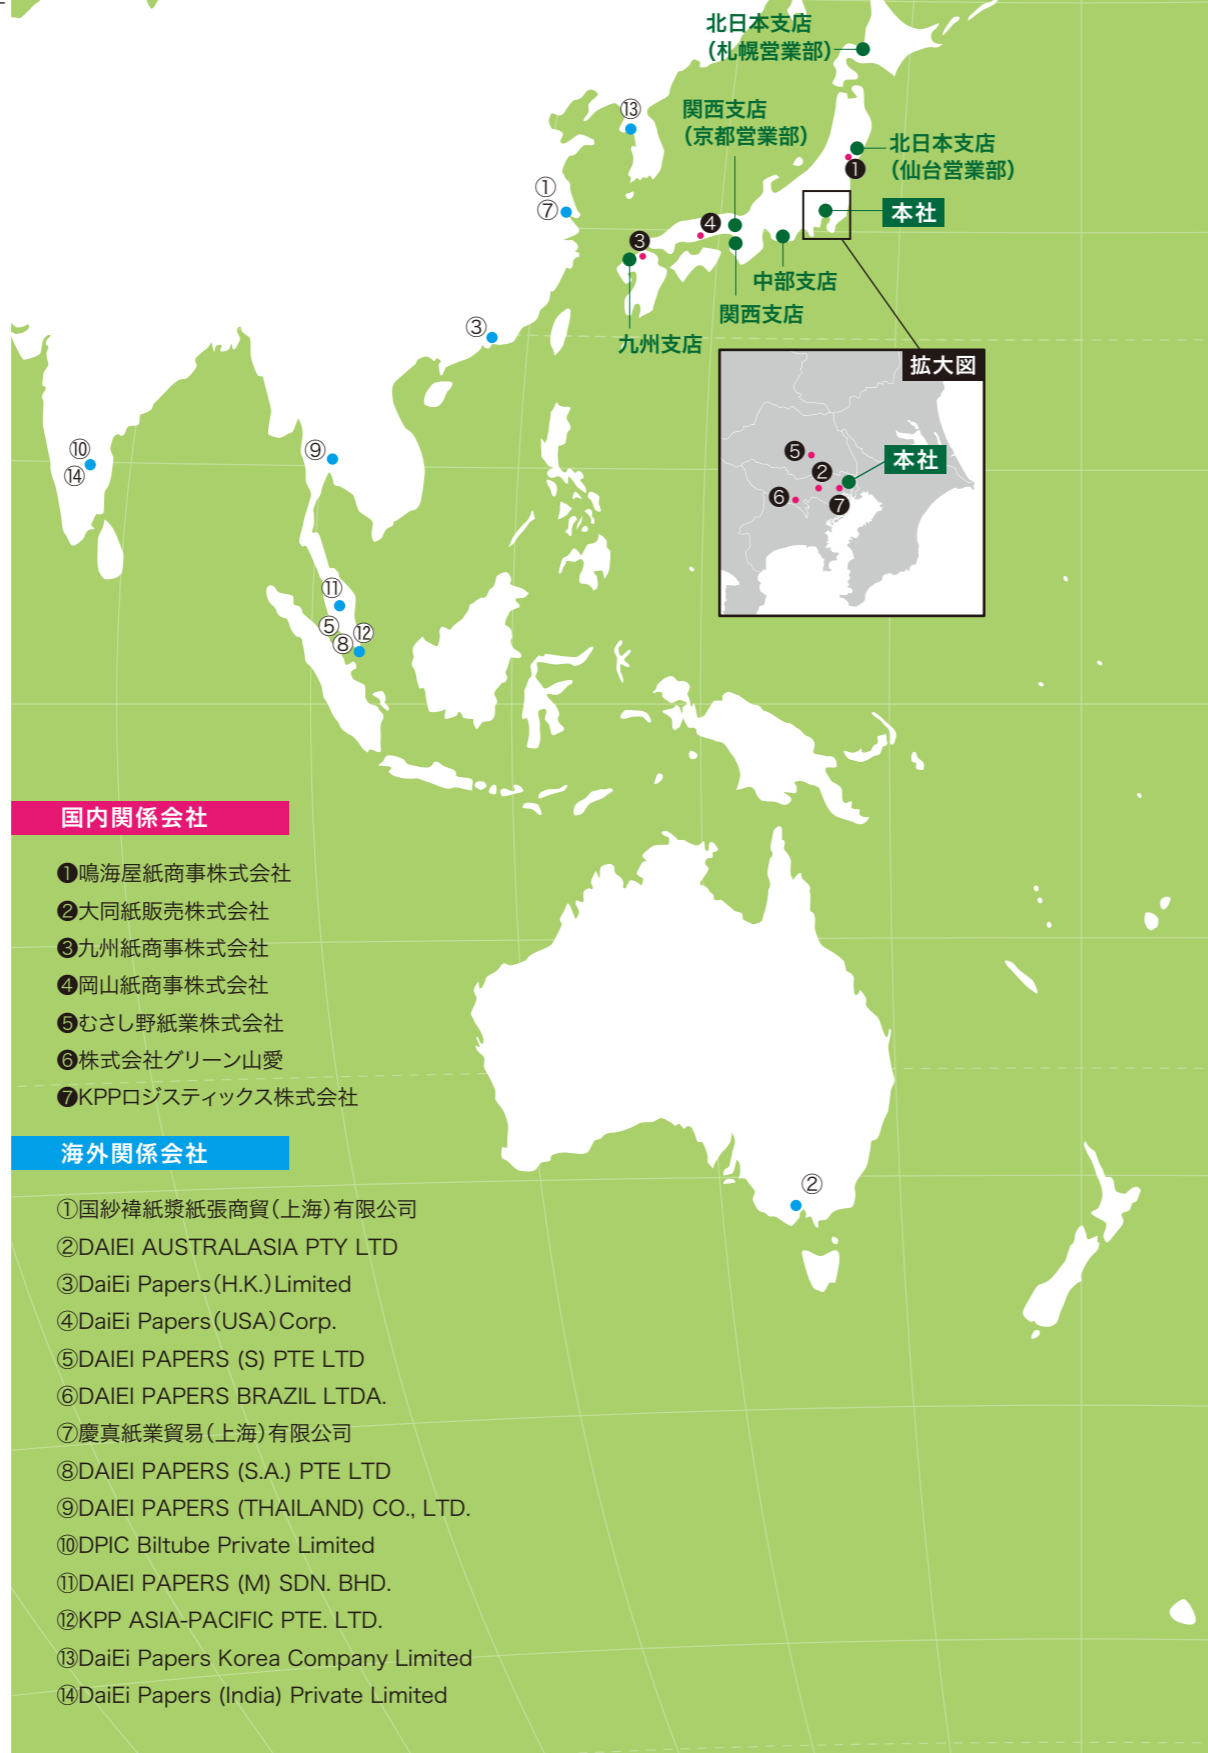 北日本支店
（札幌営業部）
⑬
関西支店
（京都営業部）
北日本支店
（仙台営業部）
❶
①
⑦
本社
❹
❸
中部支店
関西支店
③
九州支店
拡大図
⑩
⑭
⑨
❺
本社
❷
❻
❼
⑪
⑤
⑫
⑧
国内関係会社
❶鳴海屋紙商事株式会社
❷大同紙販売株式会社
❸九州紙商事株式会社
❹岡山紙商事株式会社
❺むさし野紙業株式会社
❻株式会社グリーン山愛
❼KPPロジスティックス株式会社
海外関係会社
②
①国紗褘紙漿紙張商貿（上海）有限公司
②DAIEI AUSTRALASIA PTY LTD
③DaiEi Papers（H.K.）Limited
④DaiEi Papers（USA）Corp.
⑤DAIEI PAPERS (S) PTE LTD
⑥DAIEI PAPERS BRAZIL LTDA.
⑦慶真紙業貿易（上海）有限公司
⑧DAIEI PAPERS (S.A.) PTE LTD
⑨DAIEI PAPERS (THAILAND) CO., LTD.
⑩DPIC Biltube Private Limited
⑪DAIEI PAPERS (M) SDN. BHD.
⑫KPP ASIA-PACIFIC PTE. LTD.
⑬DaiEi Papers Korea Company Limited
⑭DaiEi Papers (India) Private Limited